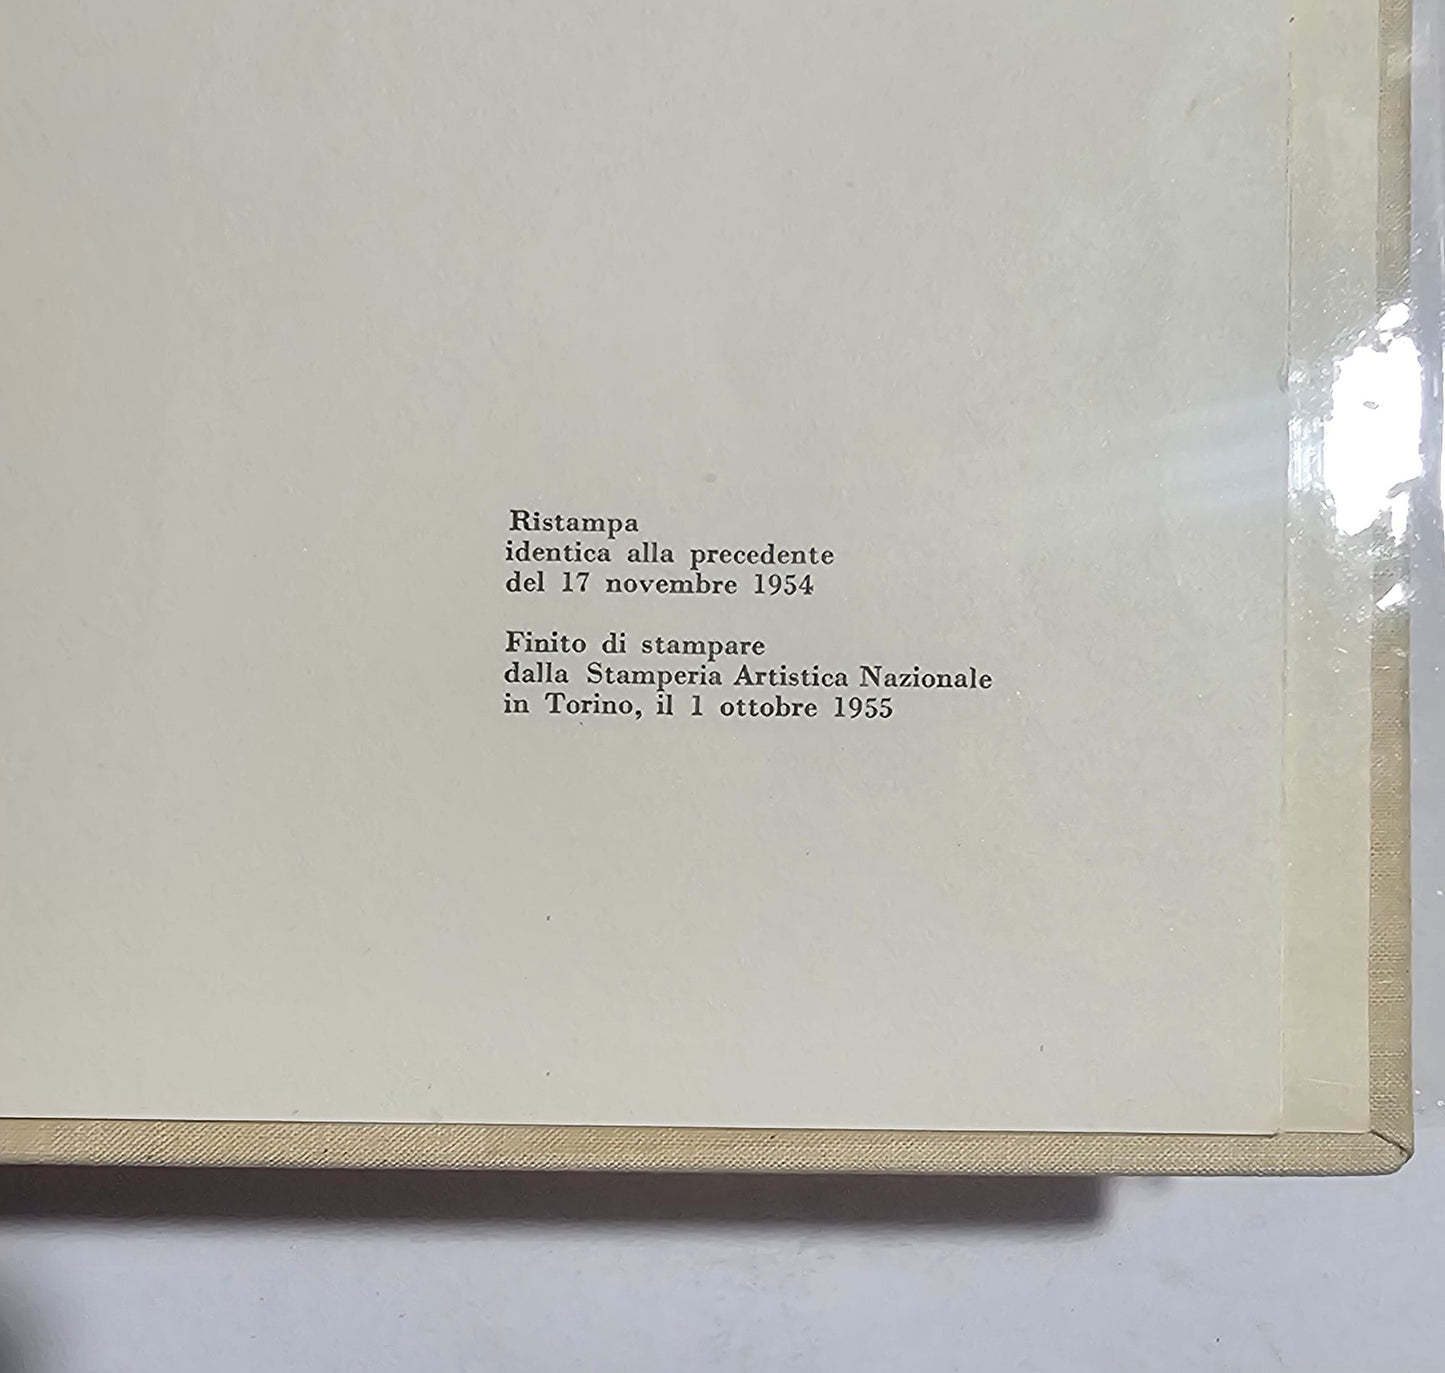 Ristampa
identica alla precedente
del 17 novembre 1954
Finito di stampare
dalla Stamperia Artistica Nazionale
in Torino, il 1 ottobre 1955